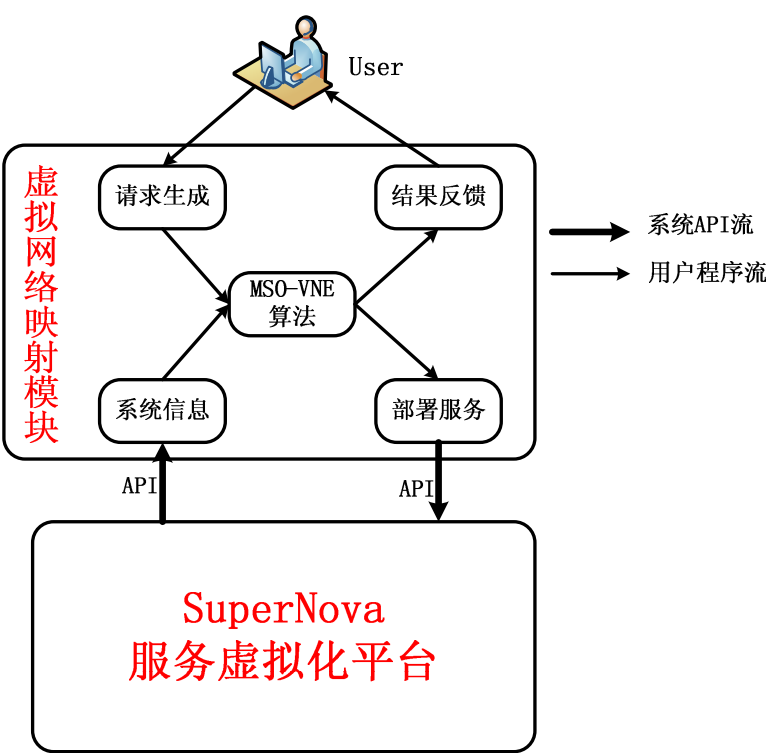 User
虚拟网络映射模块
请求生成
结果反馈
系统API流
用户程序流
MSO-VNE
算法
系统信息
部署服务
API
API
SuperNova
服务虚拟化平台